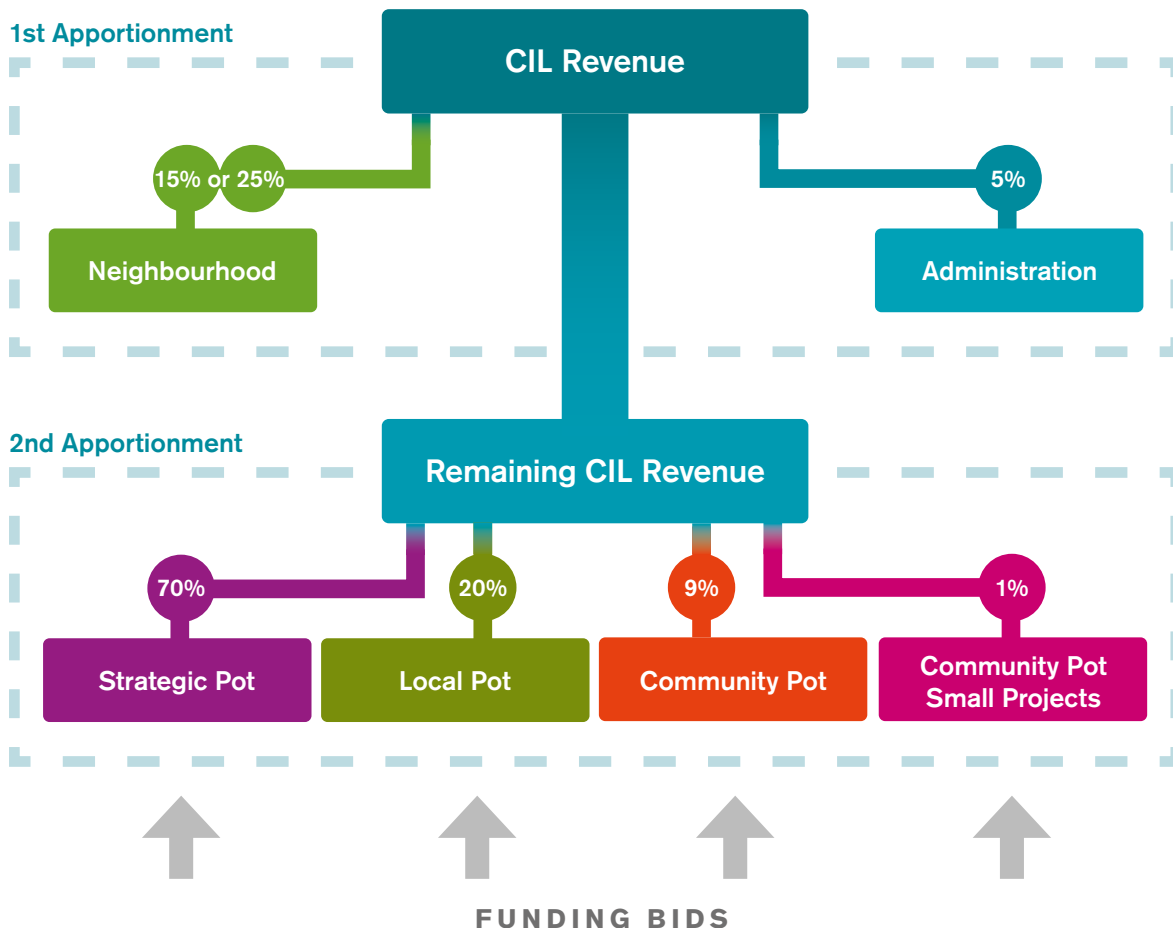 1st Apportionment
CIL Revenue
15% or 25%
5%
Neighbourhood
Administration
2nd Apportionment
Remaining CIL Revenue
70%
20%
9%
1%
Strategic Pot
Local Pot
Community Pot
Community Pot
Small Projects
FUNDING BIDS